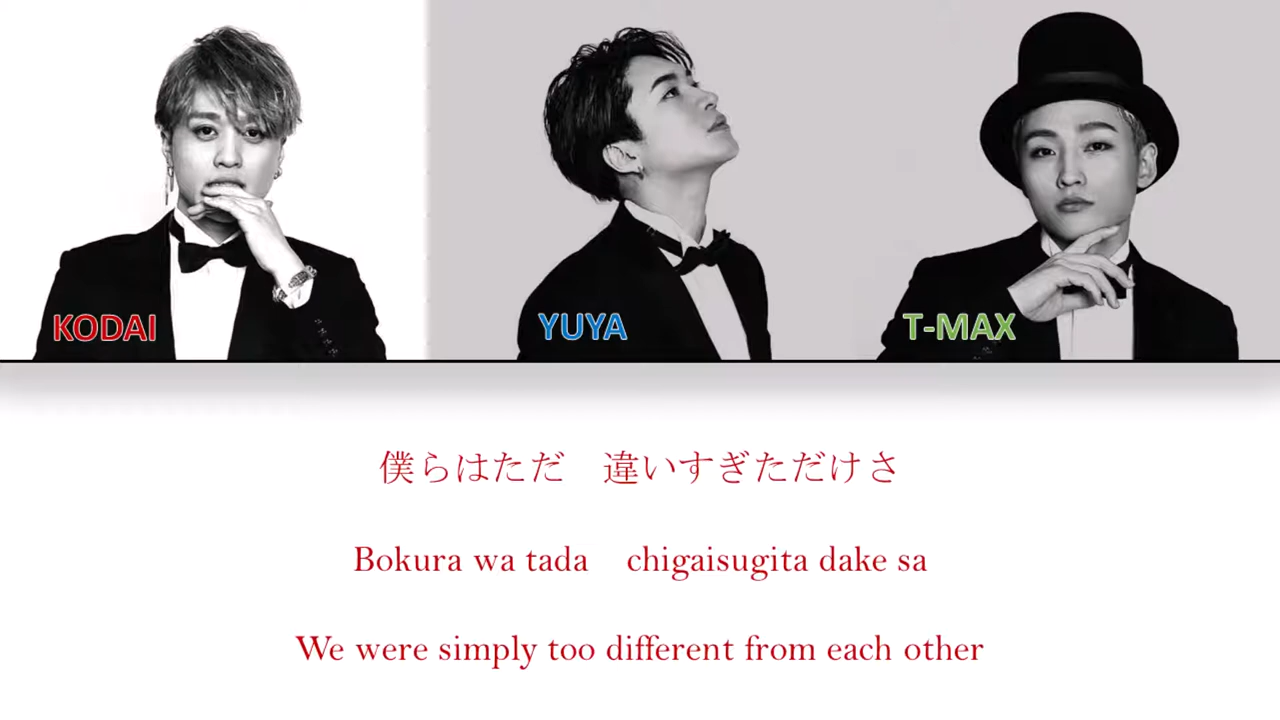 KODAI
YUYA
T-MAX
僕らはただ　違いすぎただけさ
Bokura wa tada　chigaisugita dake sa
We were simply too different from each other